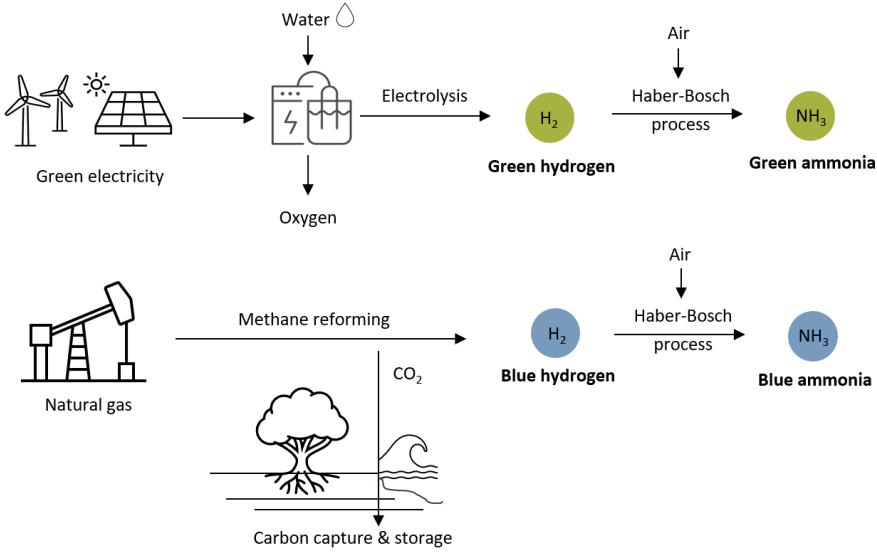 Water
Air
Electrolysis
Haber-Bosch
process
H₂
NH₃
Green electricity
Green hydrogen
Green ammonia
Oxygen
Air
Methane reforming
Haber-Bosch
process
H₂
NH₃
CO₂
Blue hydrogen
Blue ammonia
Natural gas
Carbon capture & storage